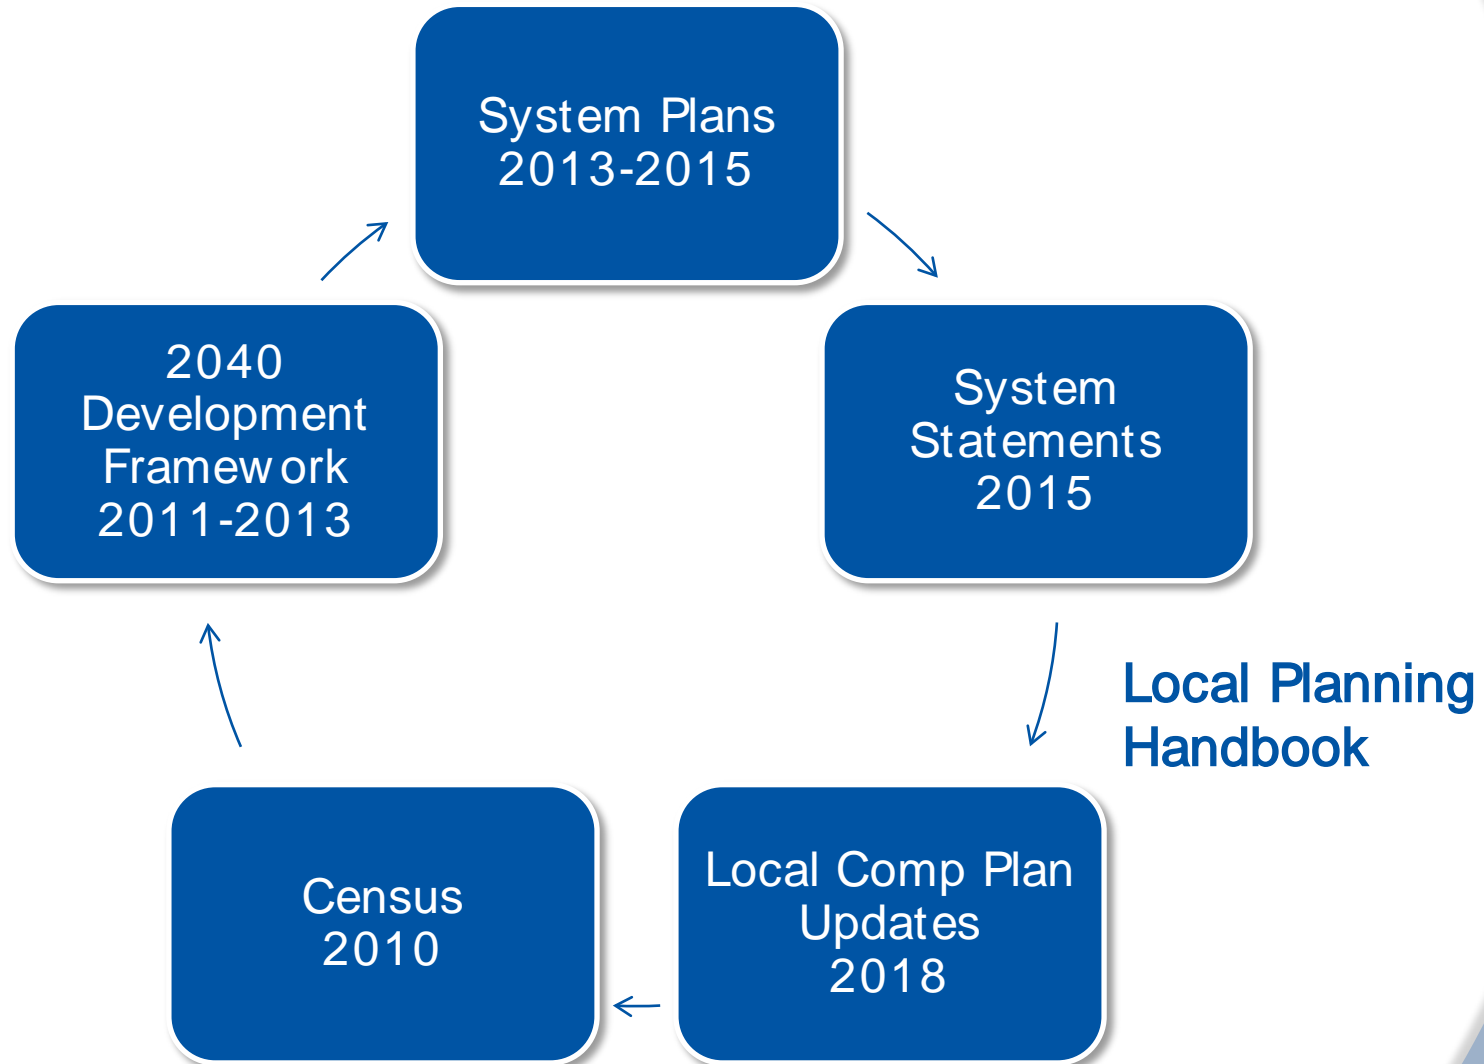 System Plans
2013-2015
2040
Development
Framework
2011-2013
System
Statements
2015
Local Planning
Handbook
Census
2010
Local Comp Plan
Updates
2018